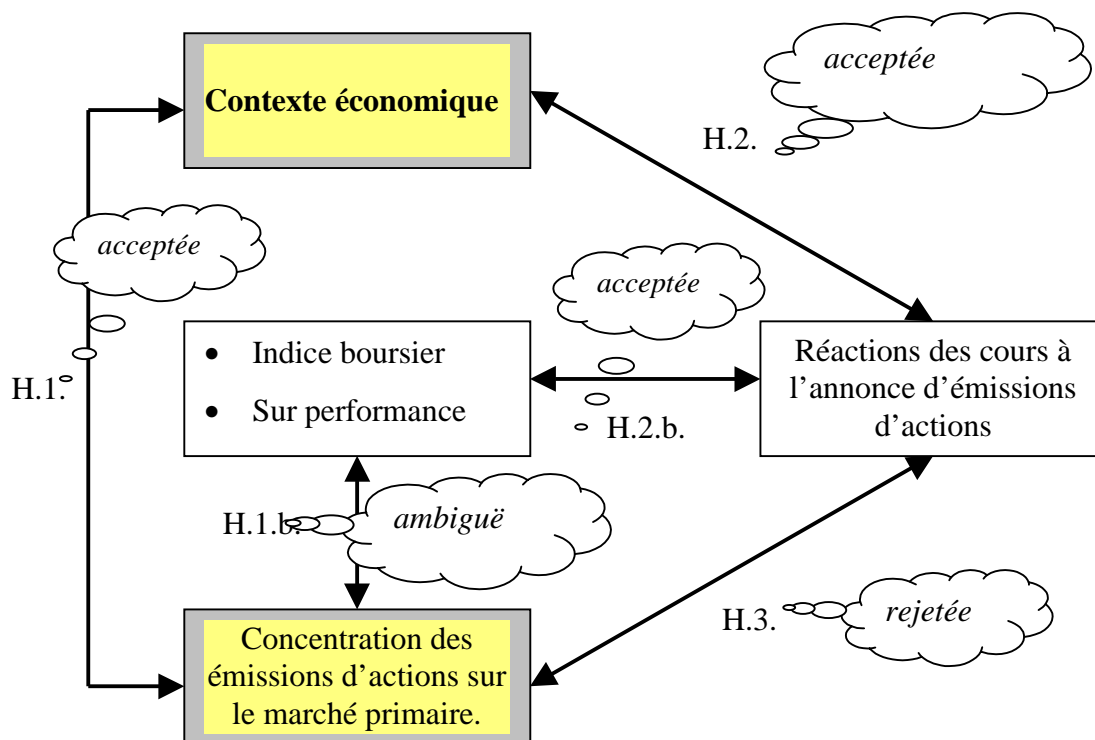 acceptée
Contexte économique
H.2.
acceptée
acceptée
H.1.
• Indice boursier
• Sur performance
Réactions des cours à
l’annonce d’émissions
d’actions
H.2.b.
H.1.b.
ambiguë
Concentration des
émissions d’actions sur
le marché primaire.
H.3.
rejetée